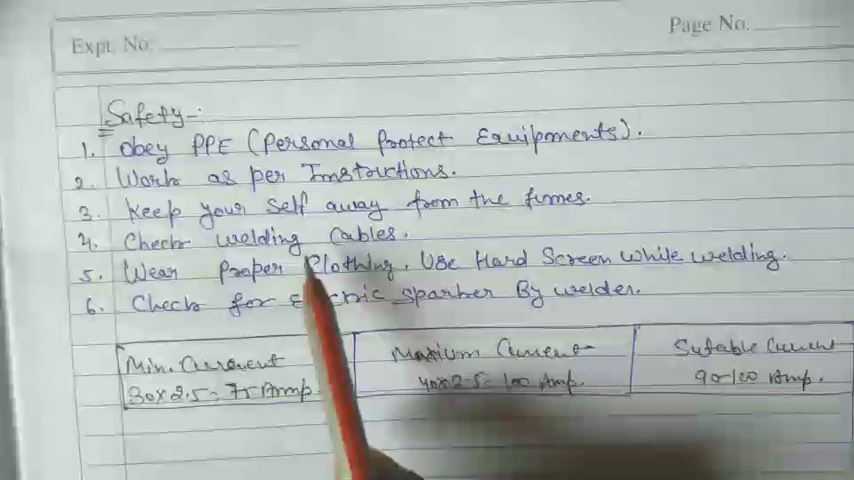 Expt. No.
Page No.
Safety:-
1. Obey PPE (Personal Protect Equipments).
2. Work as per Instructions.
3. Keep your Self away from the fumes.
4. Check welding Cables.
5. Wear Proper Clothing. Use Hard Screen While welding.
6. Check for sparker By welder.
Min. Current Maxium Current Sutable Current
30x2.5= 75 Amp. 40x2.5= 100 Amp. 90-100 Amp.